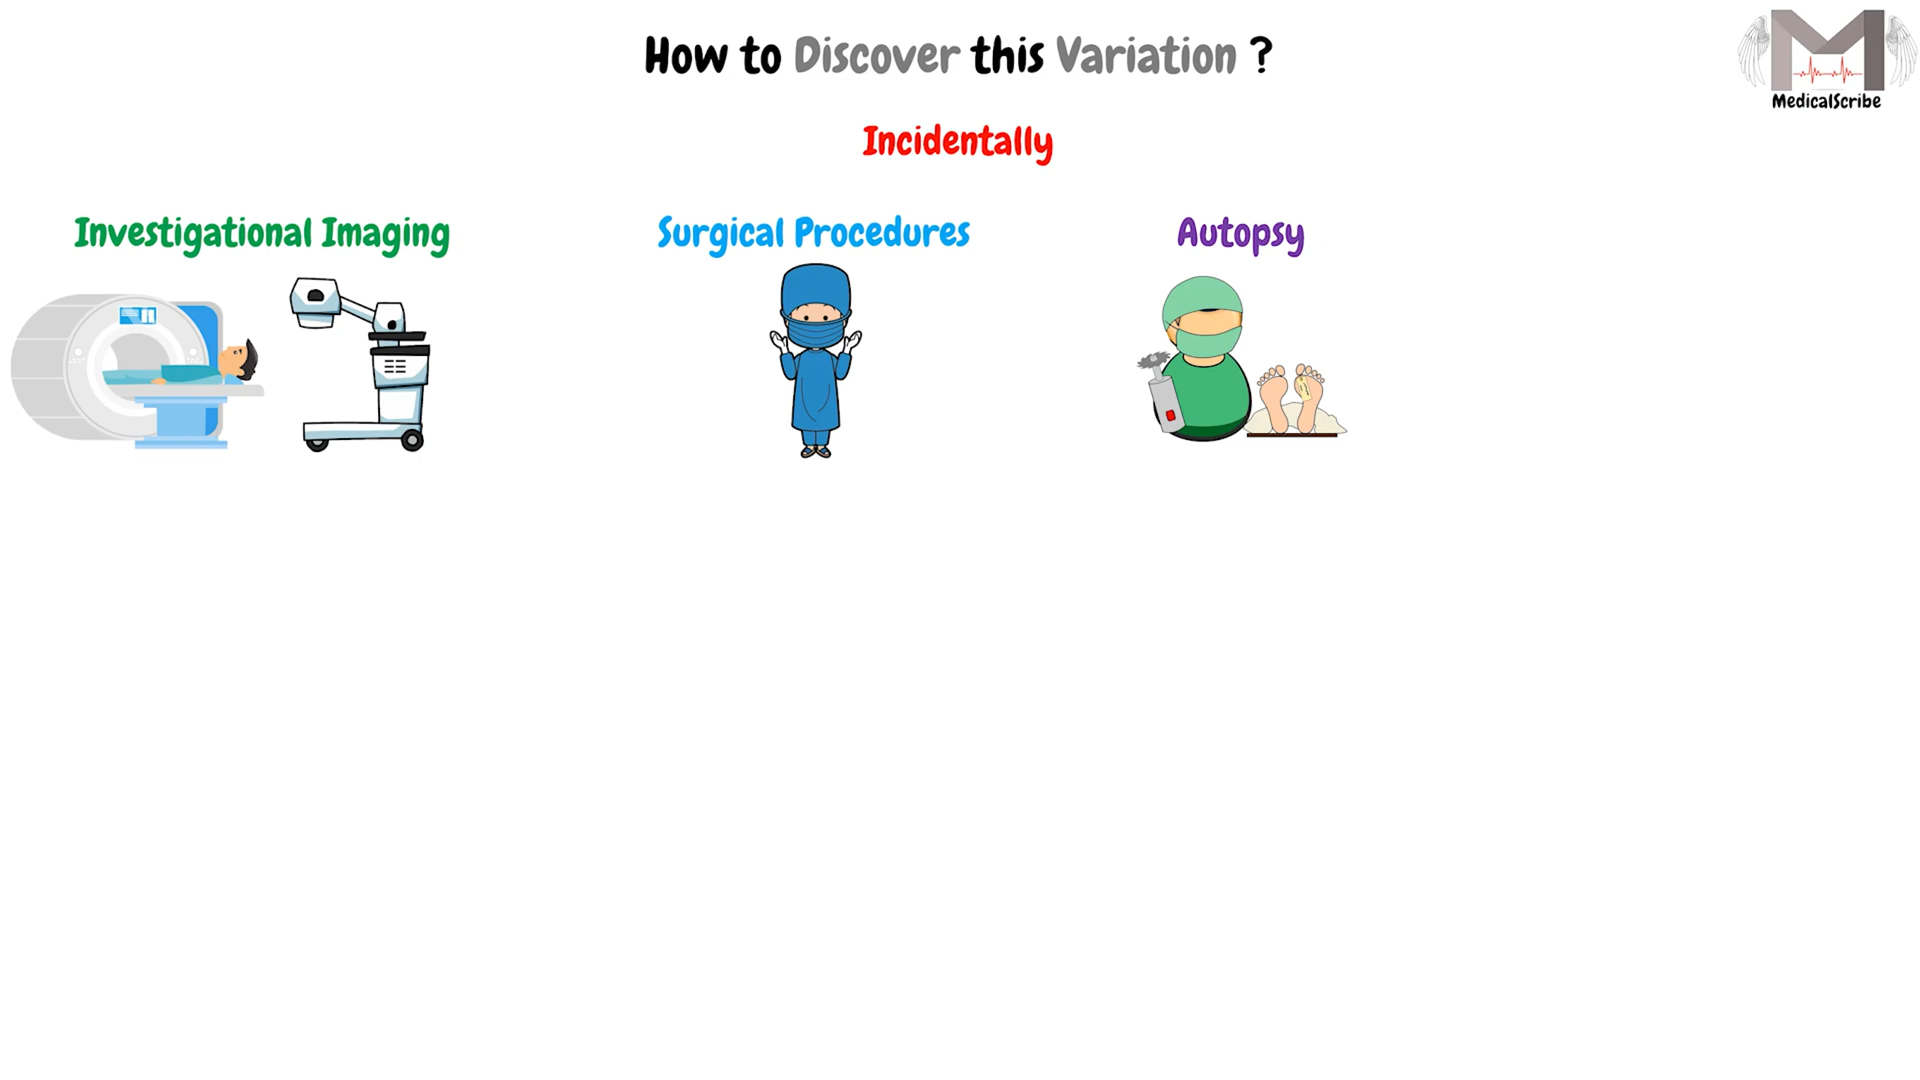 How to Discover this Variation ?
MedicalScribe
Incidentally
Investigational Imaging
Surgical Procedures
Autopsy